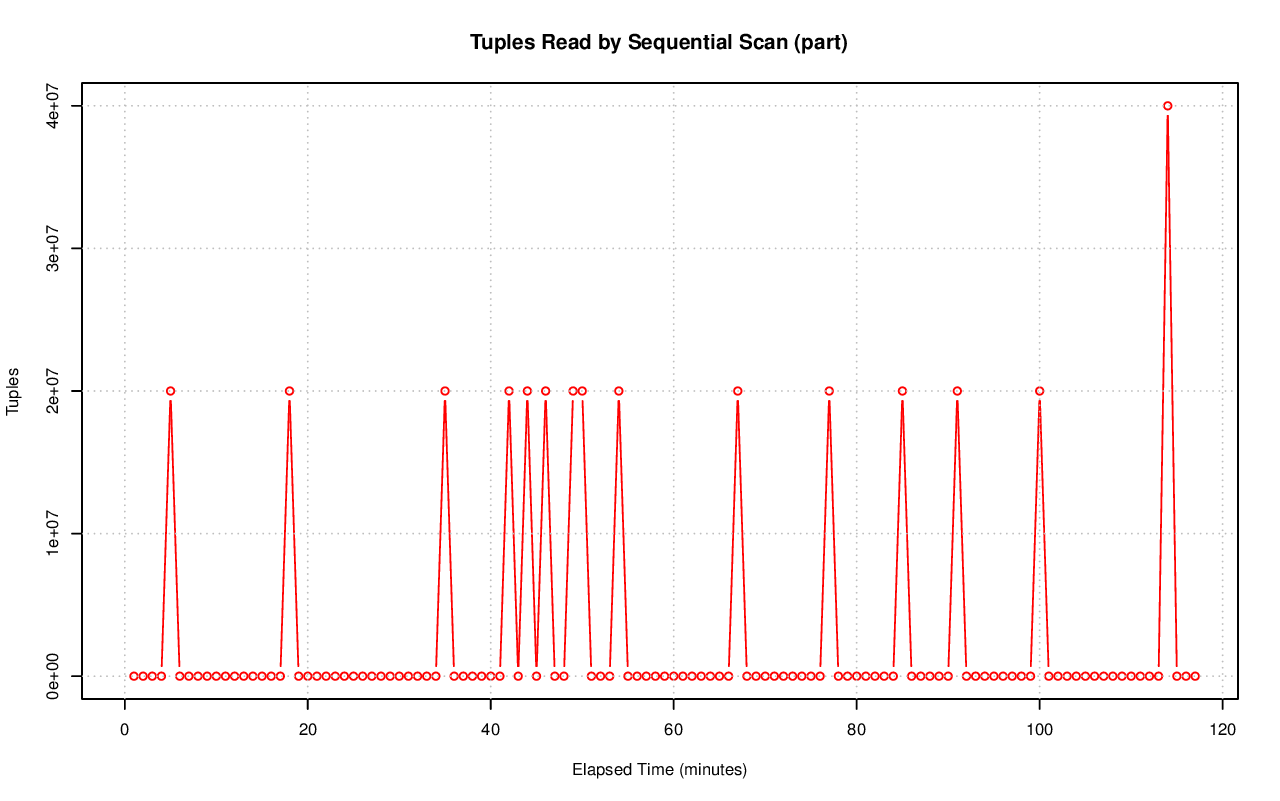 Tuples Read by Sequential Scan (part)
4e+07
3e+07
2e+07
1e+07
0e+00
Tuples
0 20 40 60 80 100 120
Elapsed Time (minutes)